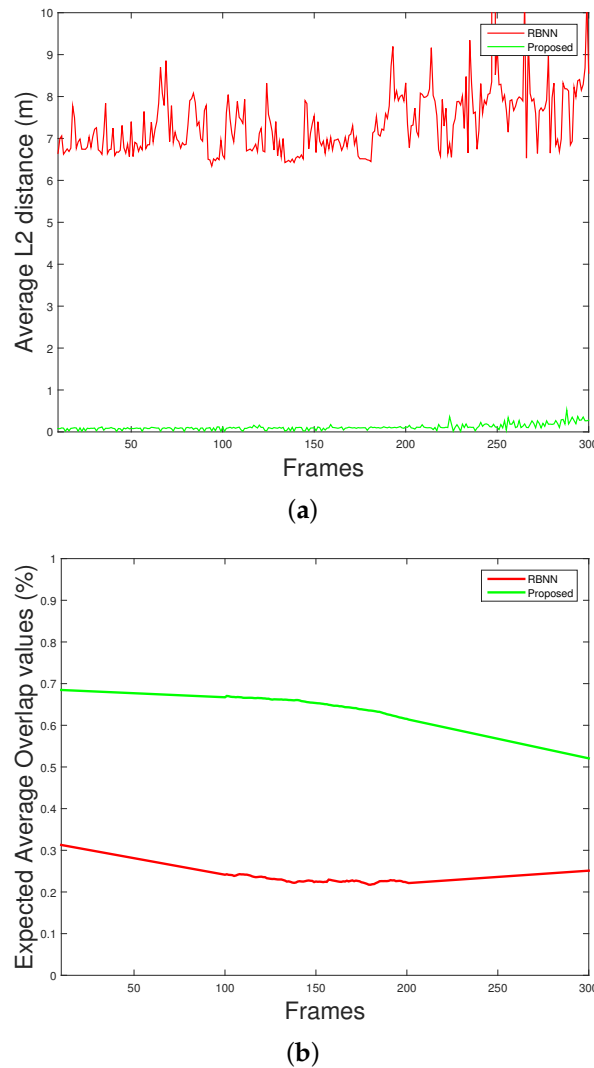 10
9
8
7
6
5
4
3
2
1
0
Average L2 distance (m)
RBNN
Proposed
50 100 150 200 250 300
Frames
(a)
1
0.9
0.8
0.7
0.6
0.5
0.4
0.3
0.2
0.1
0
Expected Average Overlap values (%)
RBNN
Proposed
50 100 150 200 250 300
Frames
(b)